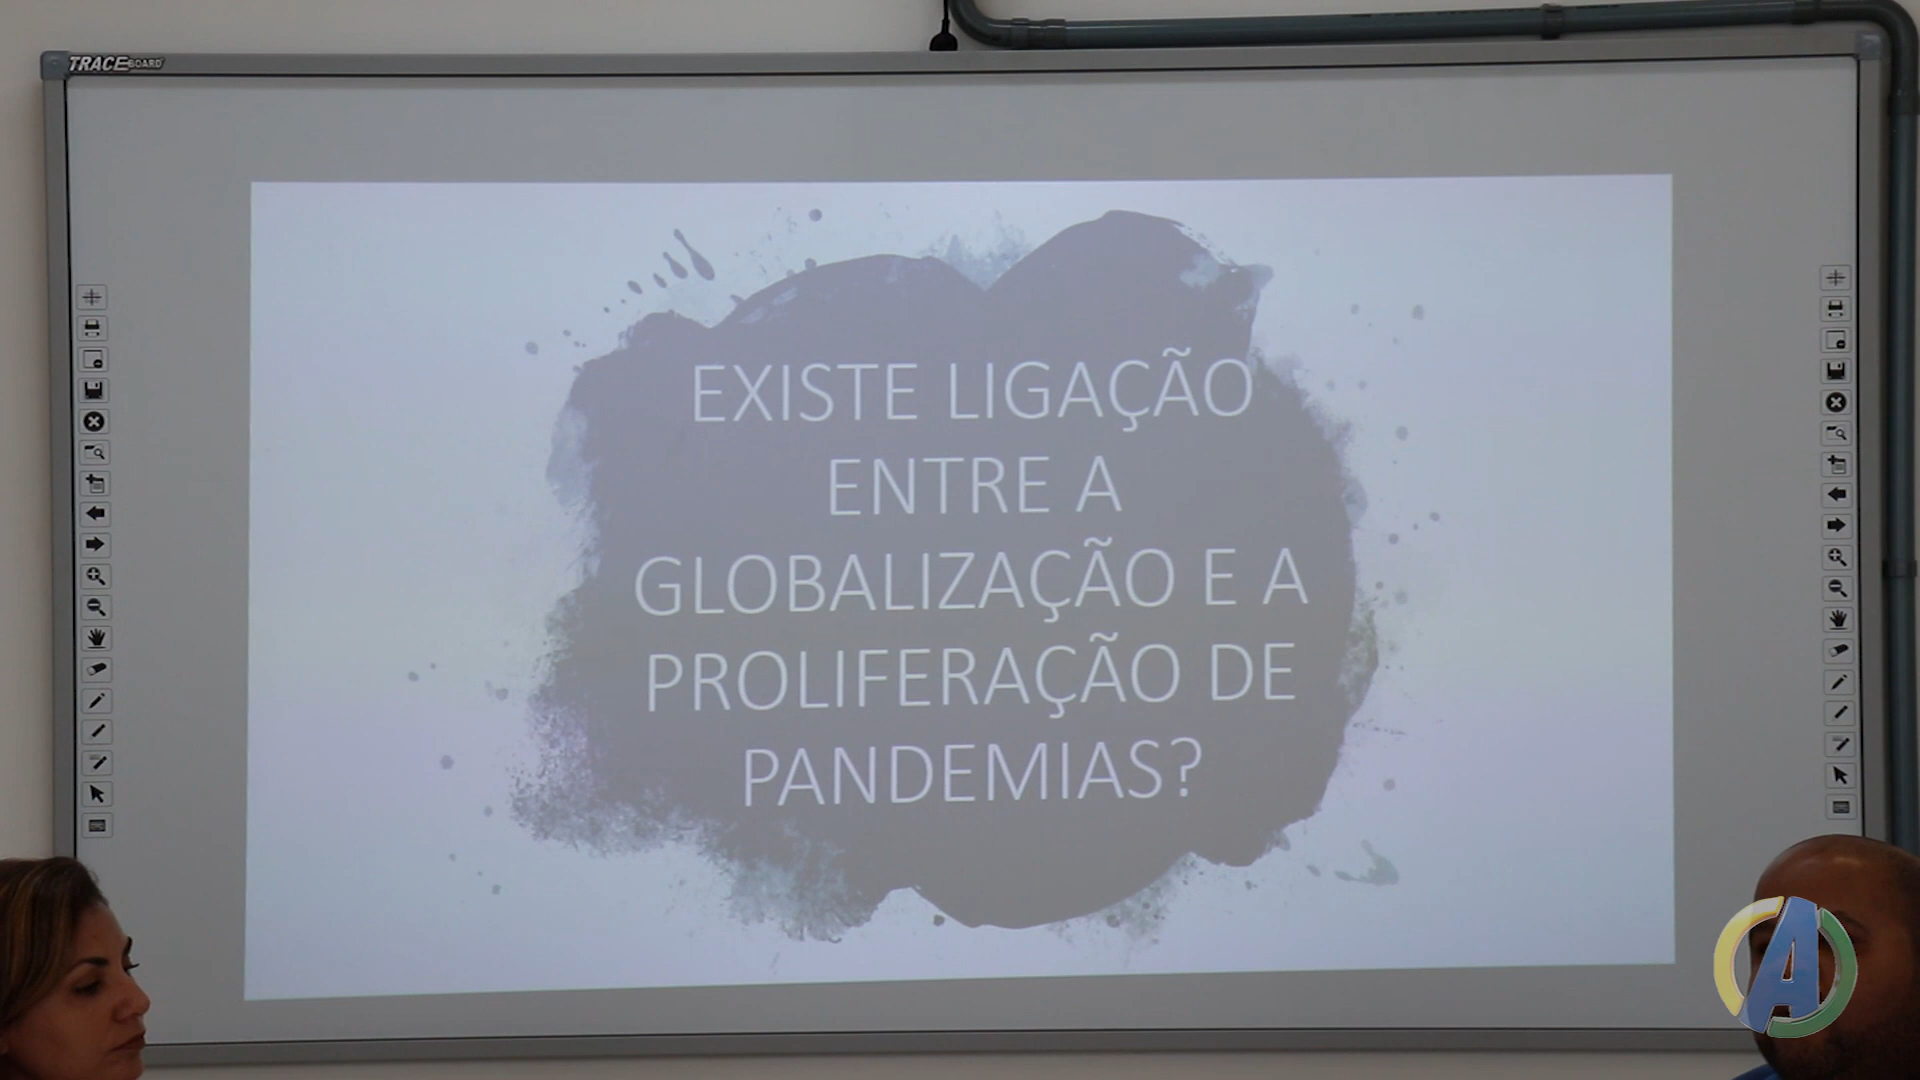 TRACEBOARD
EXISTE LIGAÇÃO
ENTRE A
GLOBALIZAÇÃO E A
PROLIFERAÇÃO DE
PANDEMIAS?
A